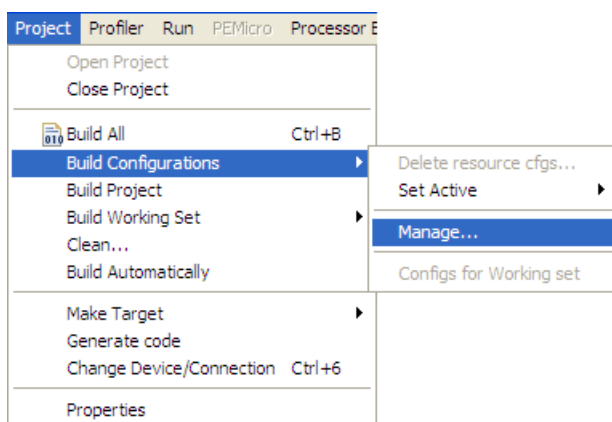 Project Profiler Run PEMicro Processor E
Open Project
Close Project
010 Build All Ctrl+B
Build Configurations
Build Project
Build Working Set
Clean...
Build Automatically
Make Target
Generate code
Change Device/Connection Ctrl+6
Properties
Delete resource cfgs...
Set Active
Manage...
Configs for Working set